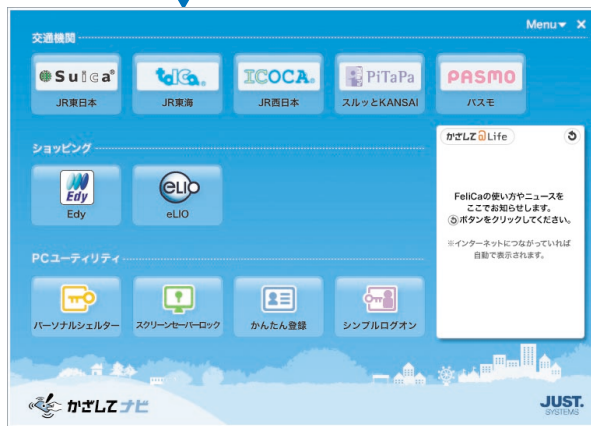 Menu▼ ×
交通機関
Suica
TOICA
ICOCA
PiTaPa
PASMO
JR東日本
JR東海
JR西日本
スルッとKANSAI
パスモ
ショッピング
Edy
eLIO
Edy
eLIO
かざしてLife
FeliCaの使い方やニュースを
ここでお知らせします。
ボタンをクリックしてください。
※インターネットにつながっていれば
自動で表示されます。
PCユーティリティ
パーソナルシェルター
スクリーンセーバーロック
かんたん登録
シンプルログオン
かざしてナビ
JUST.
SYSTEMS